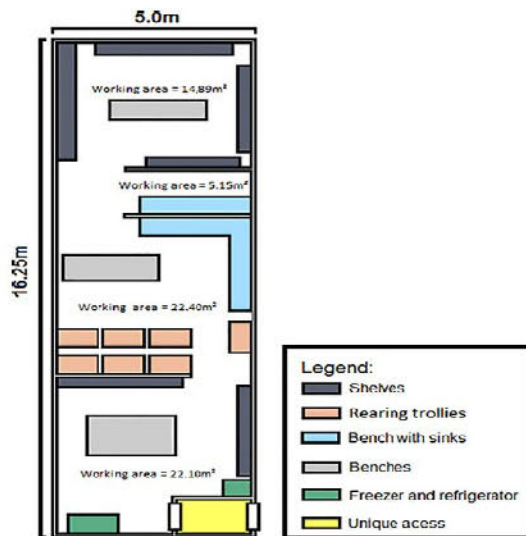 5.0m
16.25m
Working area = 14,89m²
Working area = 5.15m²
Working area = 22.40m²
Working area = 22.10m²
Legend:
Shelves
Rearing trollies
Bench with sinks
Benches
Freezer and refrigerator
Unique acess